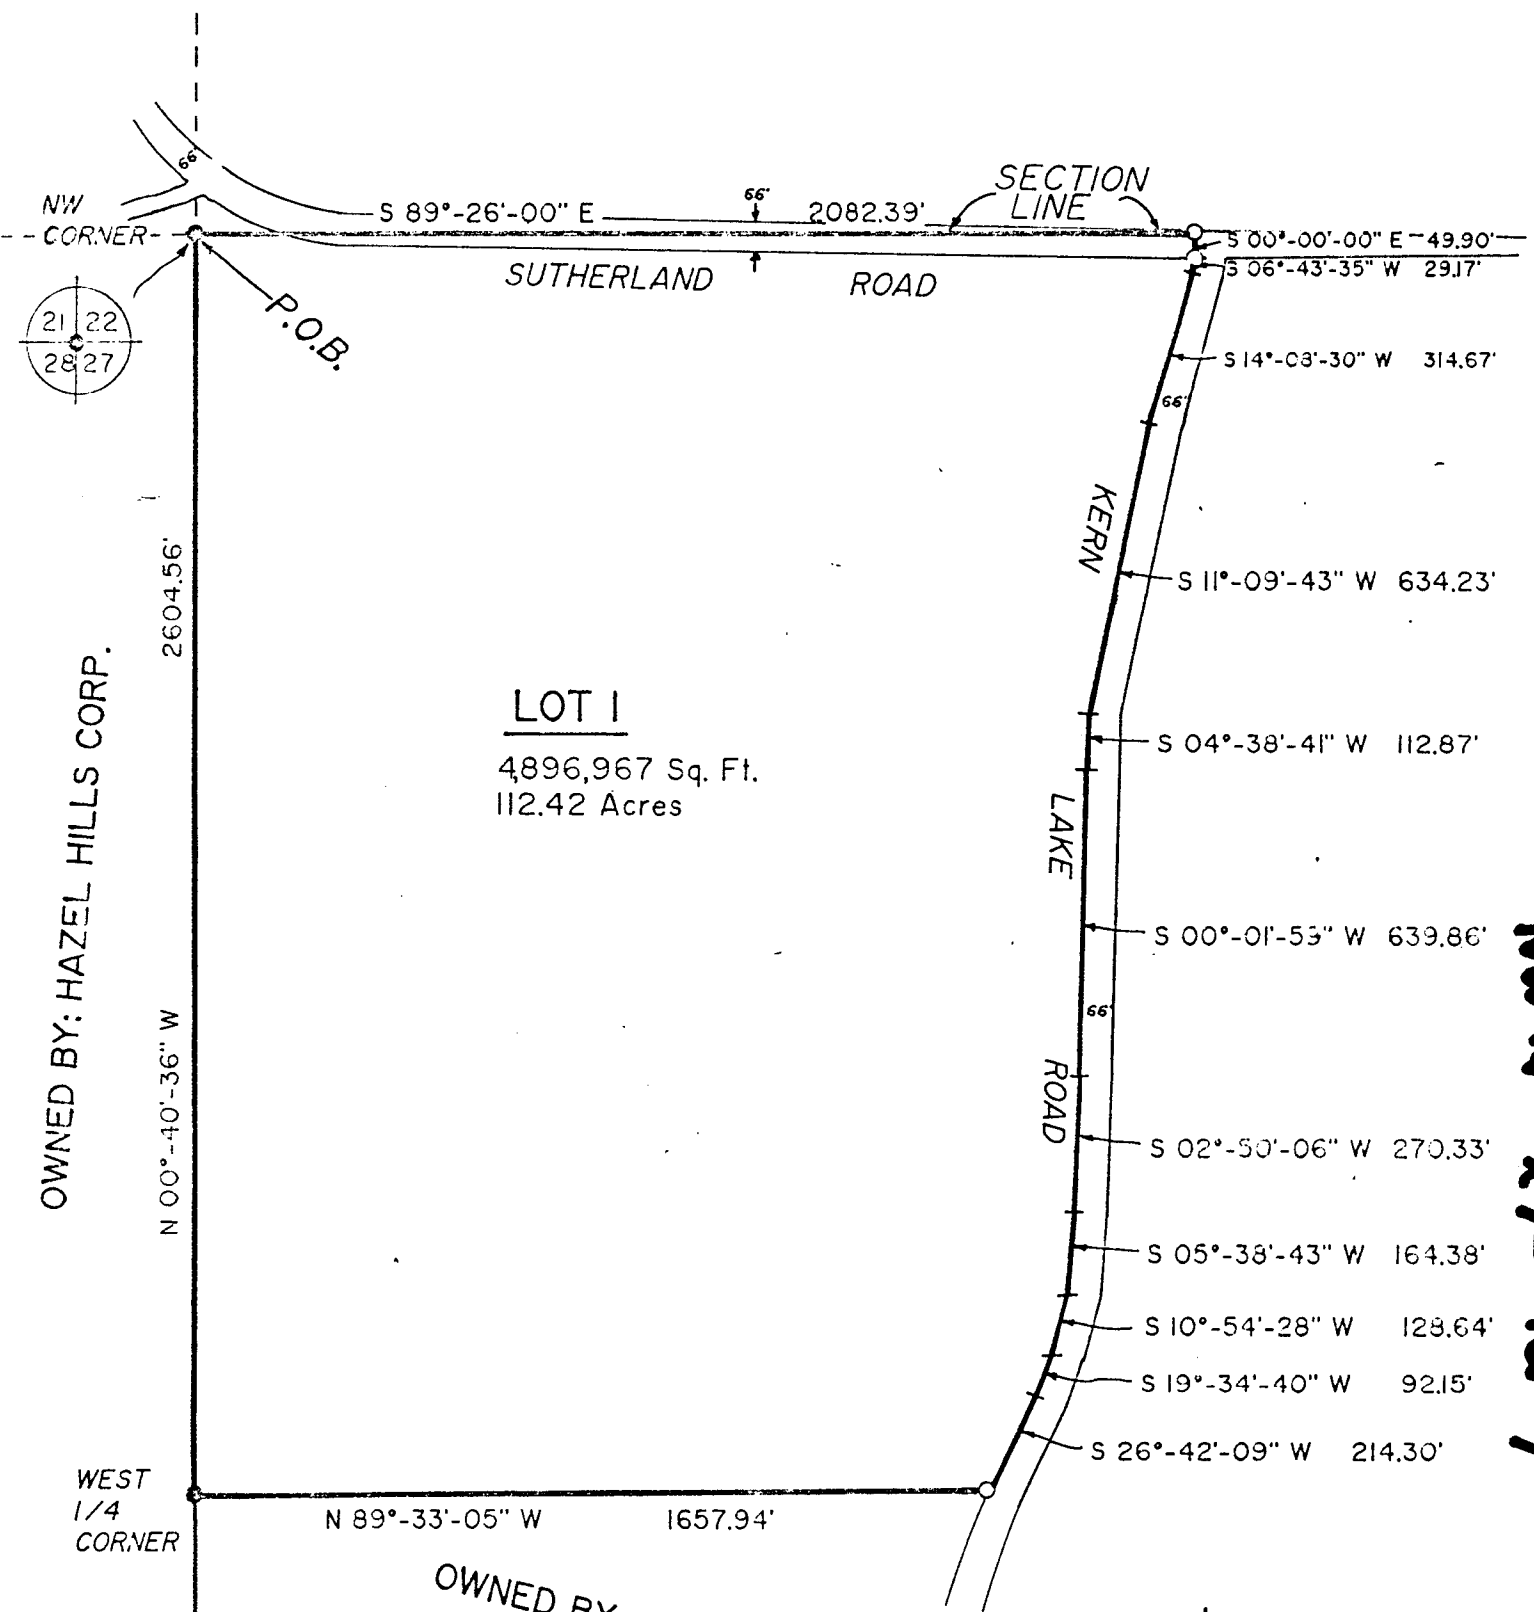 66'
NW
CORNER
S 89°-26'-00" E
66'
2082.39'
SECTION
LINE
S 00°-00'-00" E 49.90'
S 06°-43'-35" W 29.17'
SUTHERLAND ROAD
P.O.B.
21 22
28 27
S 14°-08'-30" W 314.67'
66'
KERN
S 11°-09'-43" W 634.23'
2604.56'
OWNED BY: HAZEL HILLS CORP.
LOT 1
4,896,967 Sq. Ft.
112.42 Acres
S 04°-38'-41" W 112.87'
LAKE
S 00°-01'-59" W 639.86'
66'
N 00°-40'-36" W
ROAD
S 02°-50'-06" W 270.33'
S 05°-38'-43" W 164.38'
S 10°-54'-28" W 128.64'
S 19°-34'-40" W 92.15'
S 26°-42'-09" W 214.30'
WEST
1/4
CORNER
N 89°-33'-05" W 1657.94'
OWNED BY